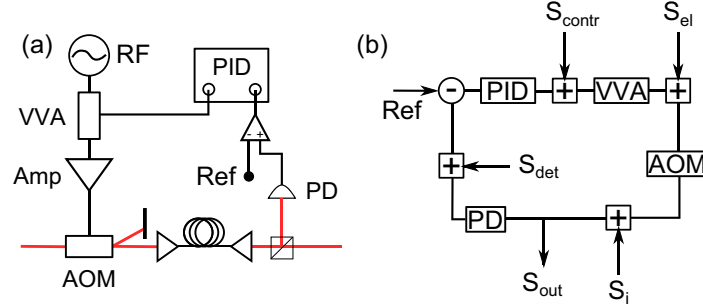 (a)
RF
PID
VVA
- +
Amp
Ref
PD
AOM
(b)
S_contr
S_el
Ref
-
PID
+
VVA
+
+
S_det
AOM
PD
+
S_out
S_i